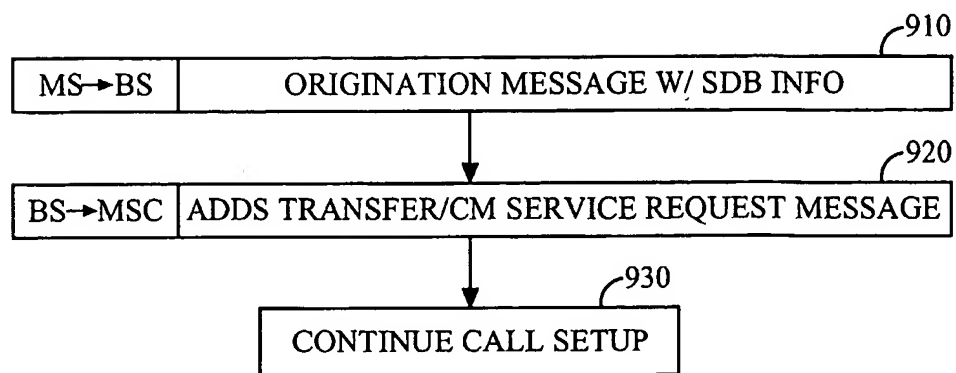 910
MS→BS ORIGINATION MESSAGE W/ SDB INFO
920
BS→MSC ADDS TRANSFER/CM SERVICE REQUEST MESSAGE
930
CONTINUE CALL SETUP